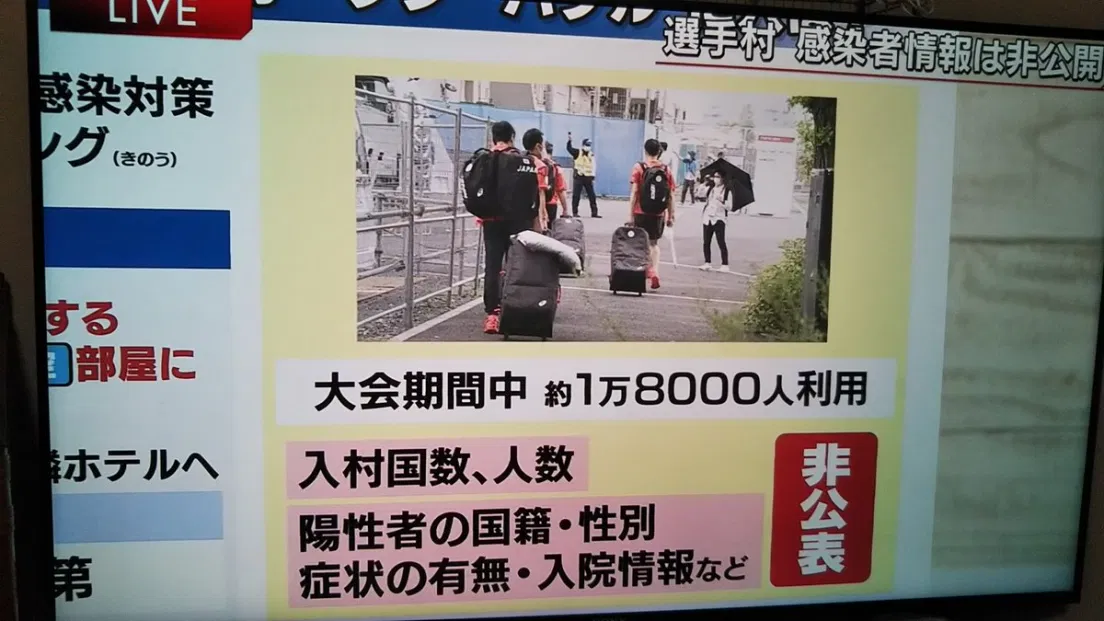 LIVE
選手村 感染者情報は非公開
感染対策
ング(きのう)
する
部屋に
ホテルへ
第
JAPAN
大会期間中 約1万8000人利用
入村国数、人数
陽性者の国籍・性別
症状の有無・入院情報など
非公表